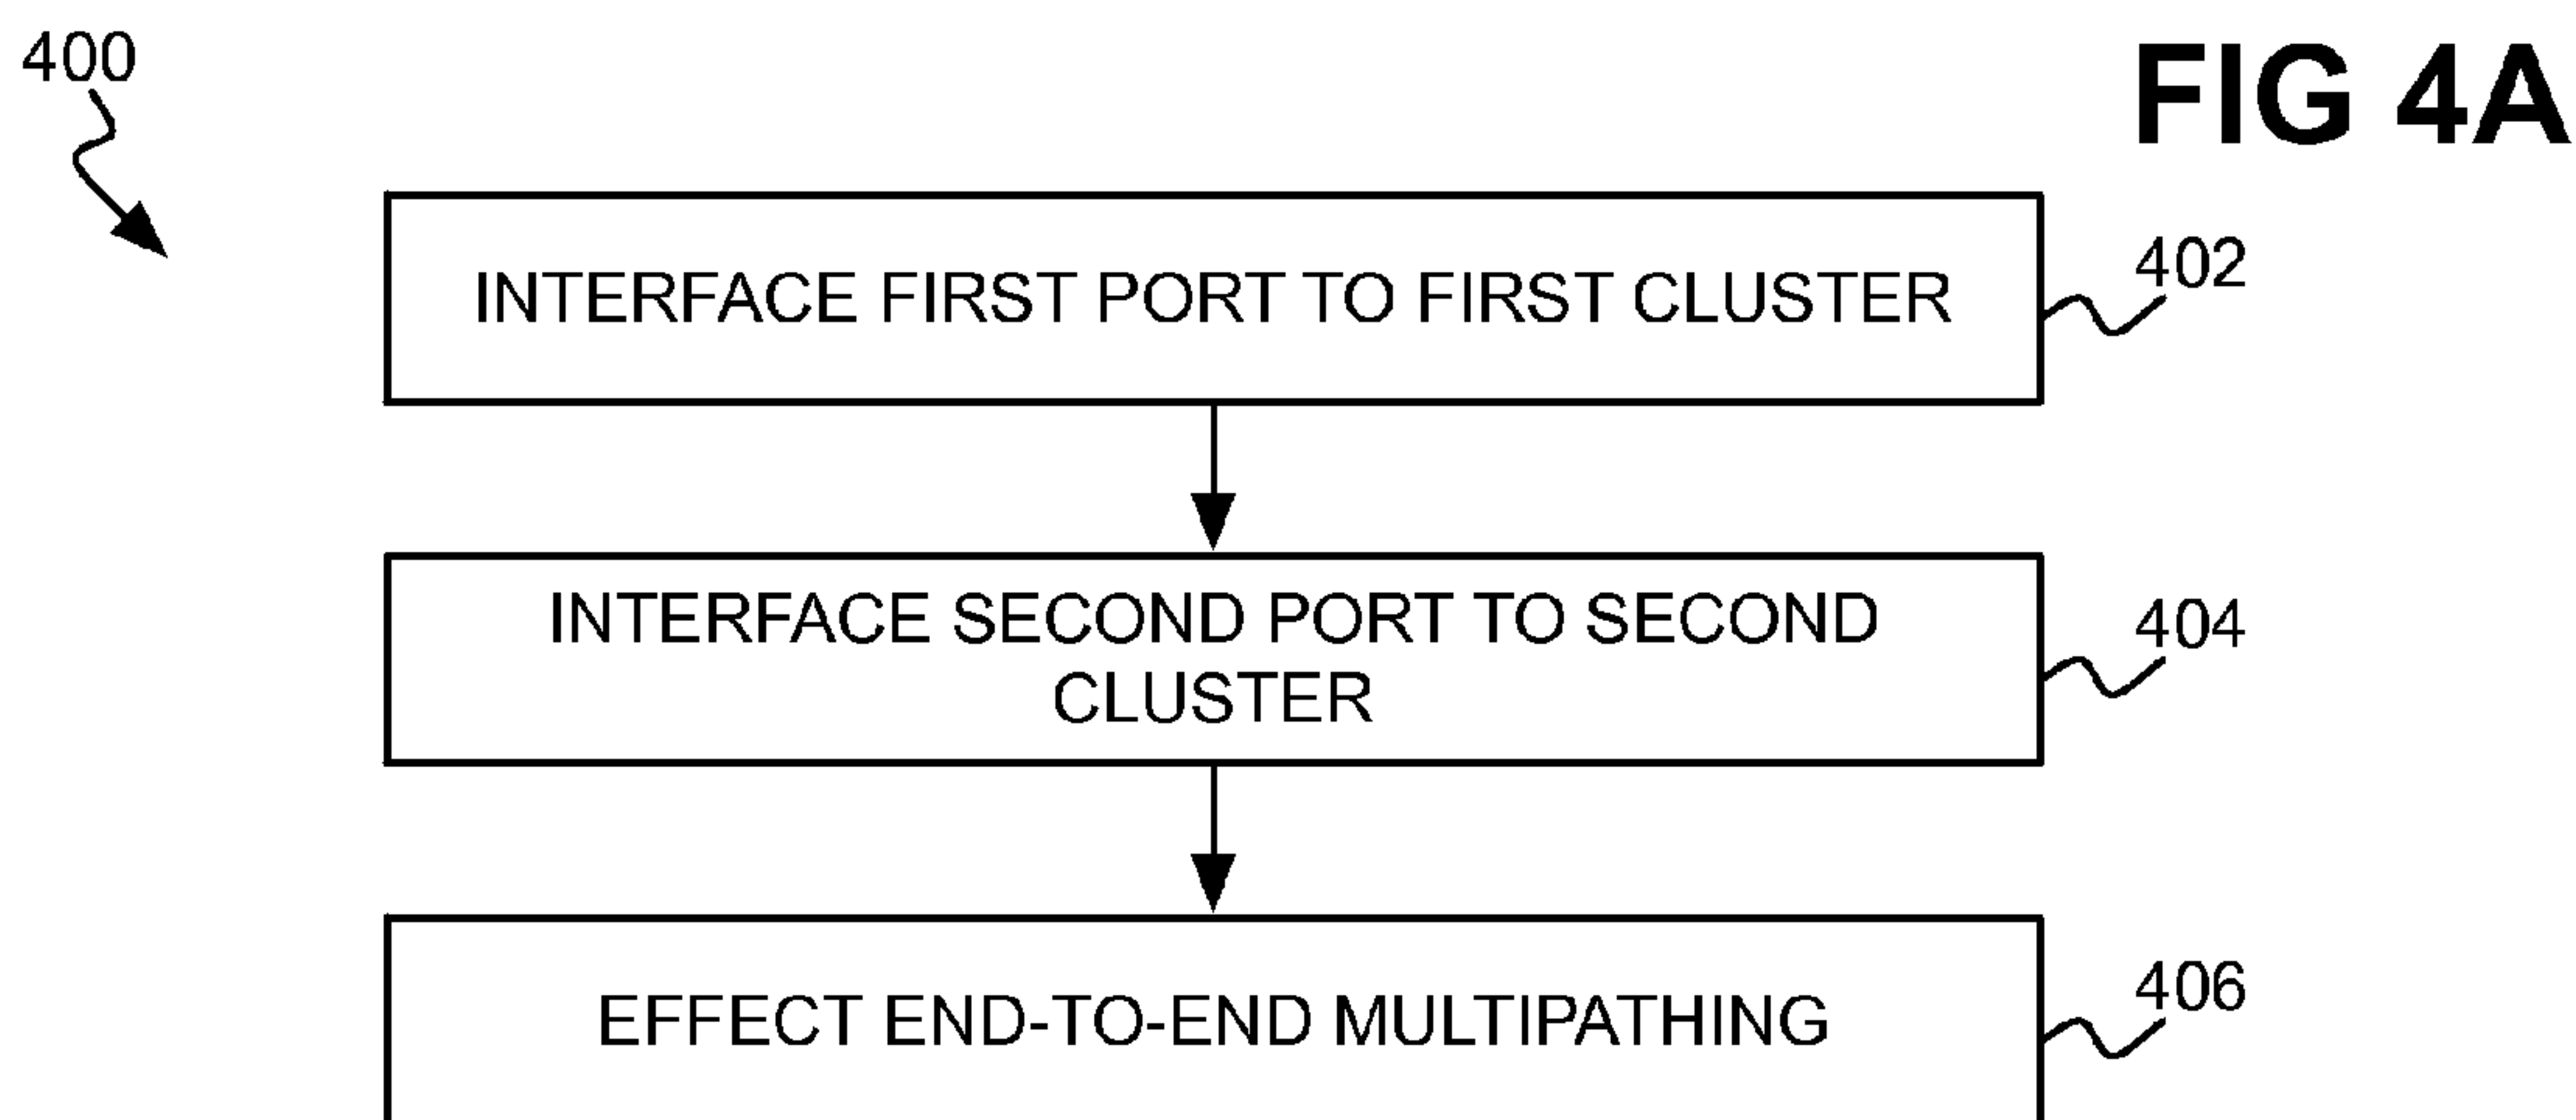 400
FIG 4A
INTERFACE FIRST PORT TO FIRST CLUSTER
402
INTERFACE SECOND PORT TO SECOND
CLUSTER
404
EFFECT END-TO-END MULTIPATHING
406